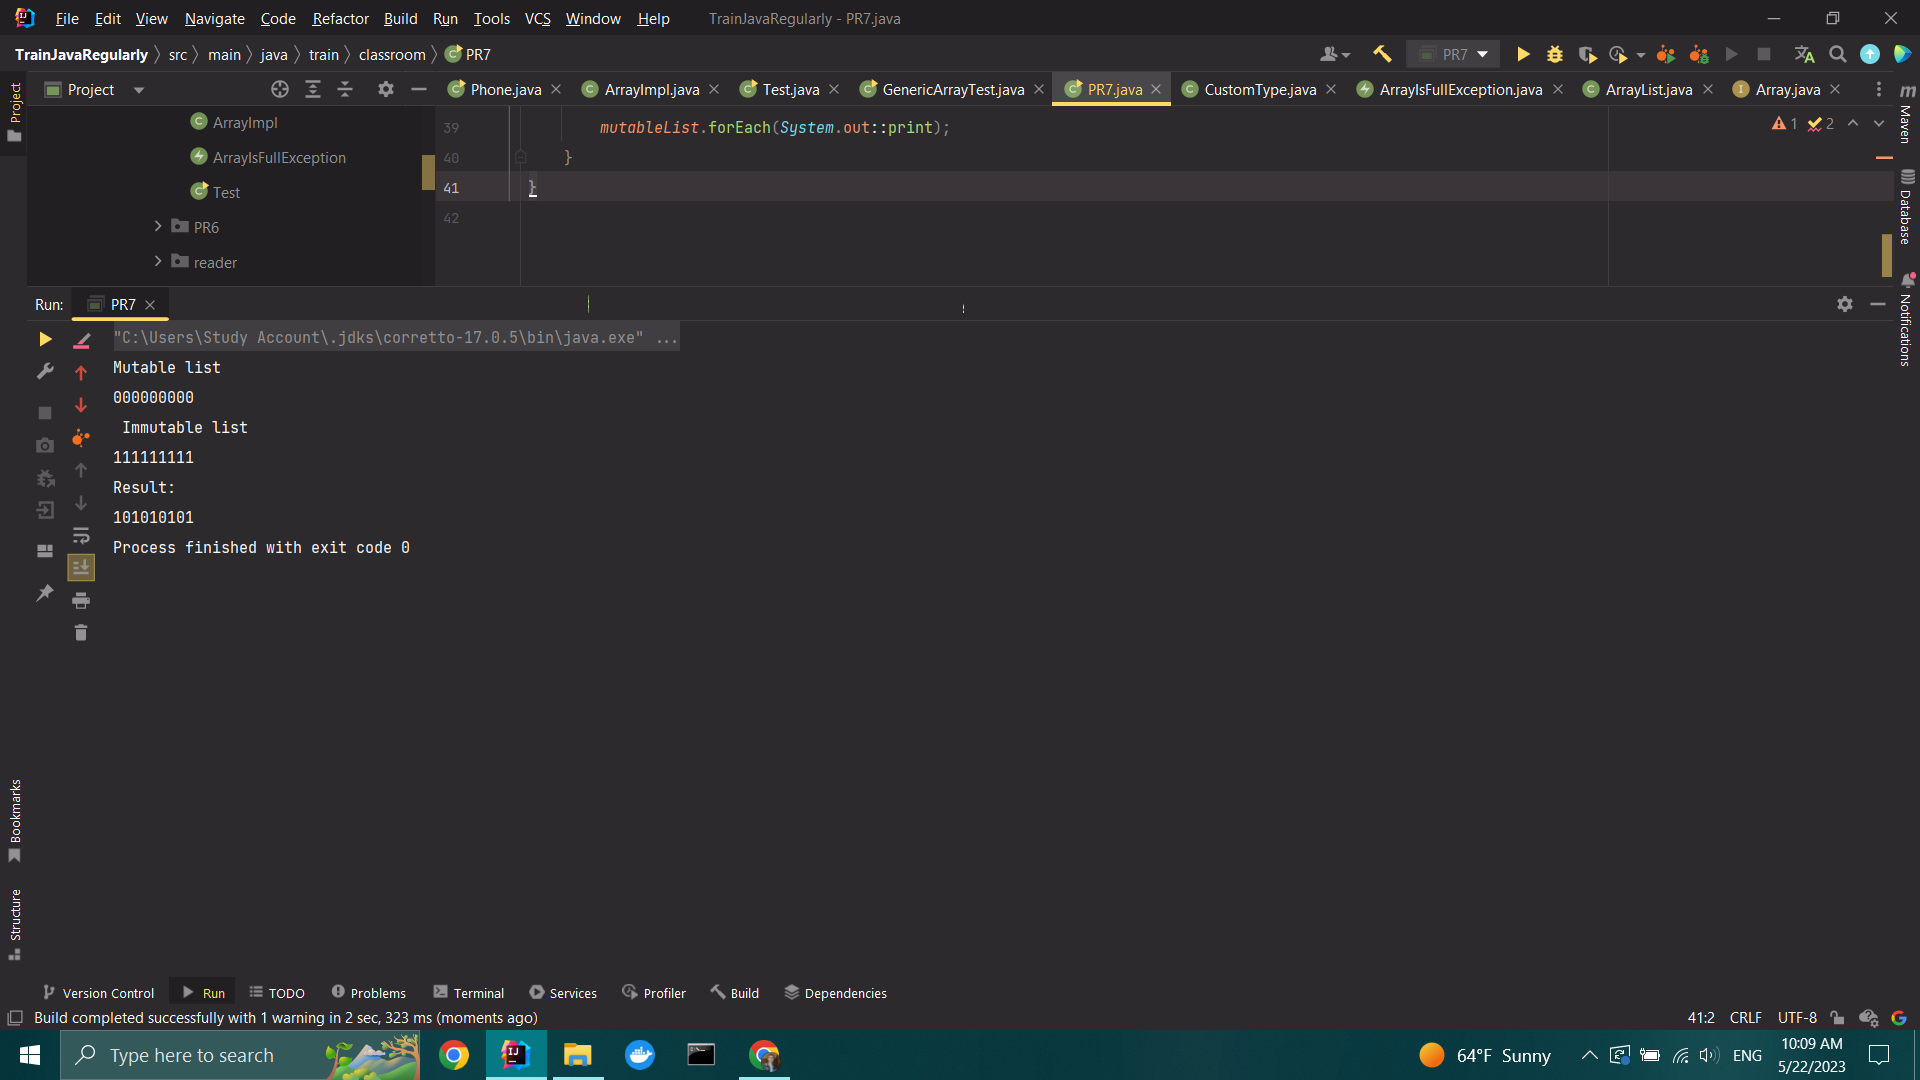 File Edit View Navigate Code Refactor Build Run Tools VCS Window Help TrainJavaRegularly - PR7.java
TrainJavaRegularly src main java train classroom PR7
PR7
Project
Phone.java ArrayImpl.java Test.java GenericArrayTest.java PR7.java CustomType.java ArrayIsFullException.java ArrayList.java Array.java
Project
Maven
Database
Notifications
ArrayImpl
ArrayIsFullException
Test
PR6
reader
39 mutableList.forEach(System.out::print);
40 }
41 }
42
1 2
Run: PR7
"C:\Users\Study Account\.jdks\corretto-17.0.5\bin\java.exe" ...
Mutable list
000000000
Immutable list
111111111
Result:
101010101
Process finished with exit code 0
Bookmarks
Structure
Version Control Run TODO Problems Terminal Services Profiler Build Dependencies
Build completed successfully with 1 warning in 2 sec, 323 ms (moments ago)
41:2 CRLF UTF-8
Type here to search
64°F Sunny
ENG
10:09 AM
5/22/2023